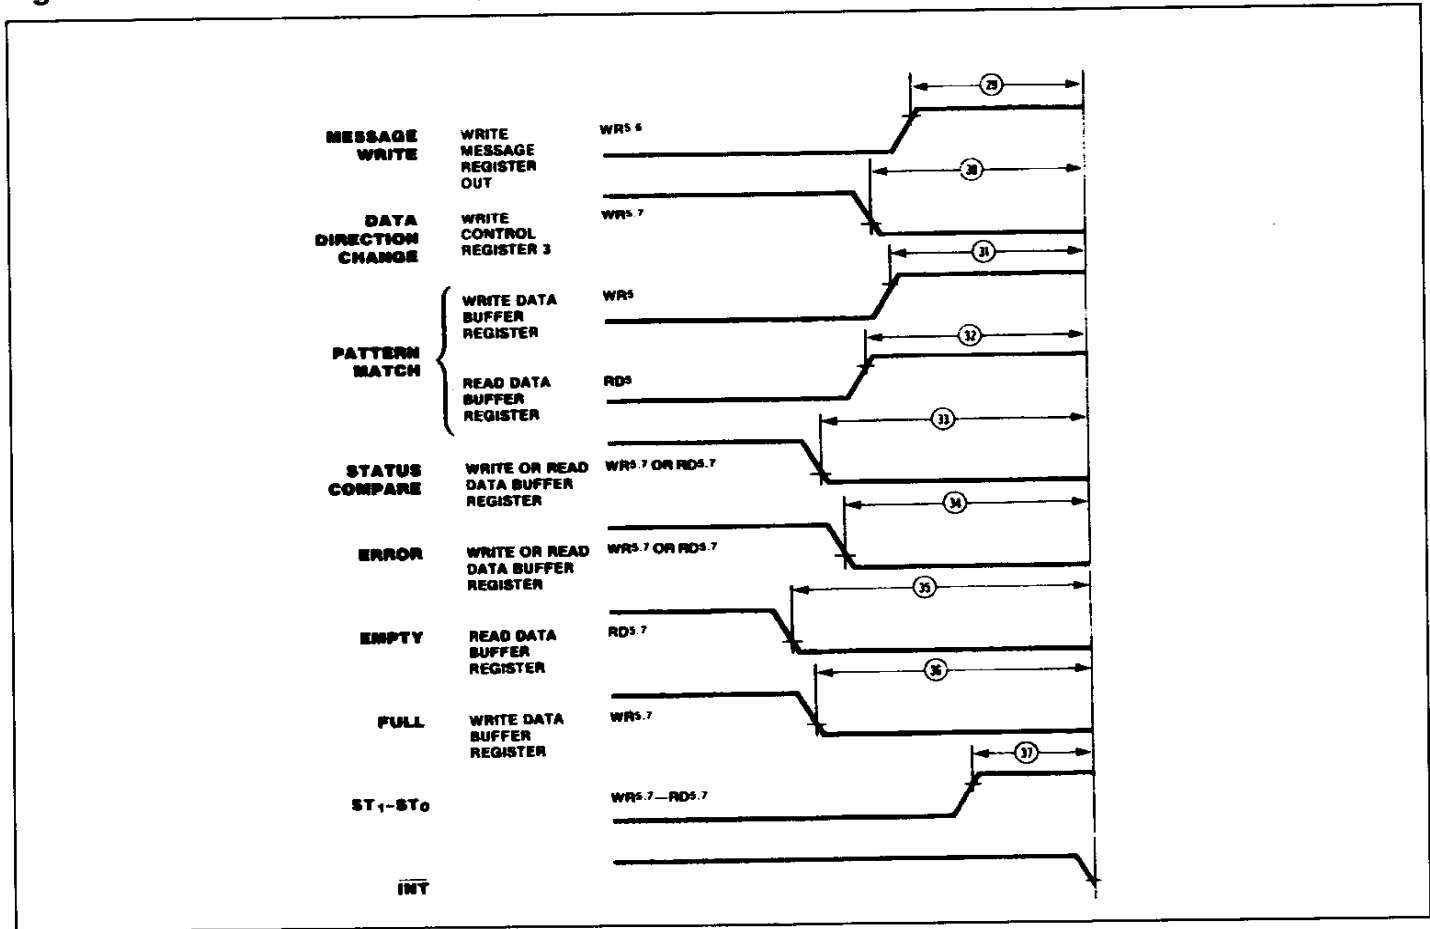 29
MESSAGE WRITE WRITE MESSAGE REGISTER OUT WR5.6
30
DATA DIRECTION CHANGE WRITE CONTROL REGISTER 3 WR5.7
31
PATTERN MATCH
WRITE DATA BUFFER REGISTER WR5
32
READ DATA BUFFER REGISTER RD5
33
STATUS COMPARE WRITE OR READ DATA BUFFER REGISTER WR5.7 OR RD5.7
34
ERROR WRITE OR READ DATA BUFFER REGISTER WR5.7 OR RD5.7
35
EMPTY READ DATA BUFFER REGISTER RD5.7
36
FULL WRITE DATA BUFFER REGISTER WR5.7
37
ST1-ST0 WR5.7—RD5.7
INT